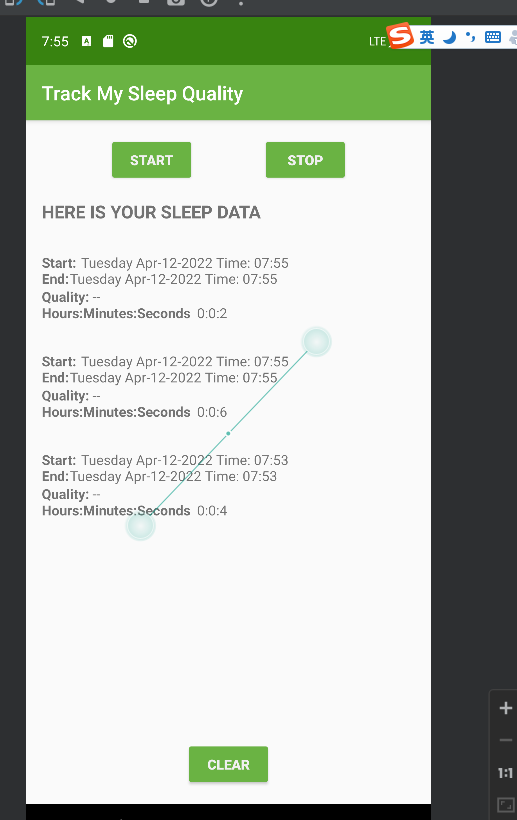 7:55 A LTE
S 英
Track My Sleep Quality
START STOP
HERE IS YOUR SLEEP DATA
Start: Tuesday Apr-12-2022 Time: 07:55
End:Tuesday Apr-12-2022 Time: 07:55
Quality: --
Hours:Minutes:Seconds 0:0:2
Start: Tuesday Apr-12-2022 Time: 07:55
End:Tuesday Apr-12-2022 Time: 07:55
Quality: --
Hours:Minutes:Seconds 0:0:6
Start: Tuesday Apr-12-2022 Time: 07:53
End:Tuesday Apr-12-2022 Time: 07:53
Quality: --
Hours:Minutes:Seconds 0:0:4
1:1
CLEAR